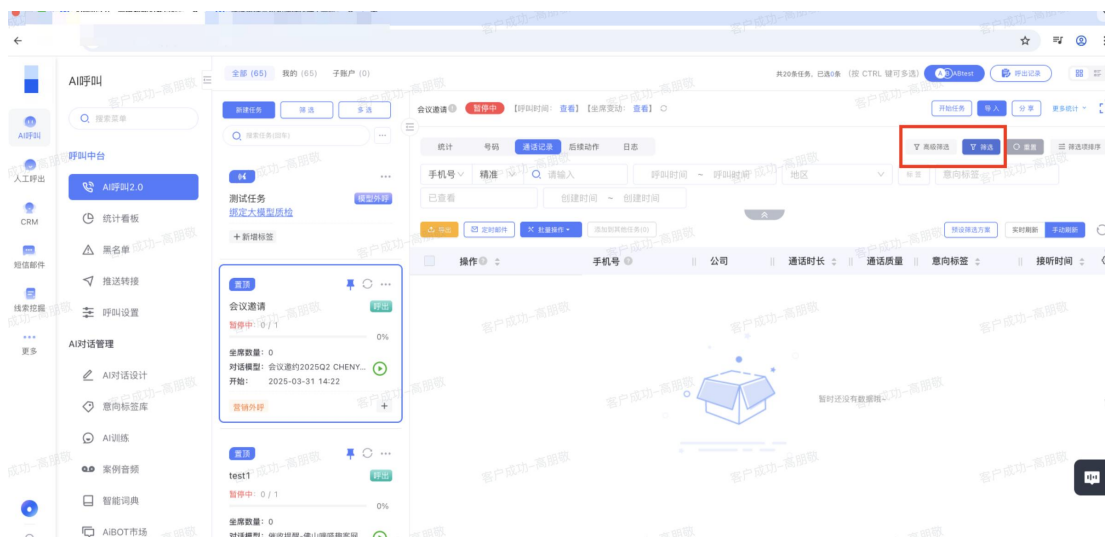 AI呼叫
人工呼出
CRM
短信邮件
线索挖掘
更多
AI呼叫
搜索菜单
呼叫中台
AI呼叫2.0
统计看板
黑名单
推送转接
呼叫设置
AI对话管理
AI对话设计
意向标签库
AI训练
案例音频
智能词典
AiBOT市场
全部 (65) 我的 (65) 子账户 (0)
新建任务 筛选 多选
搜索任务(回车)
测试任务 模型外呼
绑定大模型质检
+新增标签
置顶
会议邀请 呼出
暂停中: 0 / 1
0%
坐席数量: 0
对话模型: 会议邀约2025Q2 CHENY...
开始: 2025-03-31 14:22
营销外呼 +
置顶
test1 呼出
暂停中: 0 / 1
0%
坐席数量: 0
共20条任务, 已选0条 (按 CTRL 键可多选) ABtest 呼出记录
会议邀请 暂停中 【呼叫时间: 查看】【坐席变动: 查看】
开始任务 导入 分享 更多统计
统计 号码 通话记录 后续动作 日志
高级筛选 筛选 重置 筛选项排序
手机号 精准 请输入 呼叫时间 ~ 呼叫时间 地区 标签 意向标签
已查看 创建时间 ~ 创建时间
导出 定时邮件 批量操作 添加到其他任务(0)
预设筛选方案 实时刷新 手动刷新
操作 手机号 公司 通话时长 通话质量 意向标签 接听时间
暂时还没有数据哦~
客户成功-高丽敬